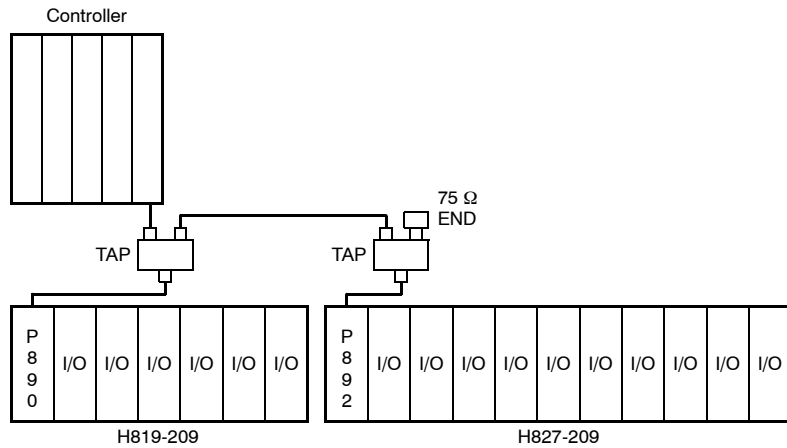 Controller
75 Ω
END
TAP
TAP
P
8
9
0
I/O I/O I/O I/O I/O I/O
P
8
9
2
I/O I/O I/O I/O I/O I/O I/O I/O I/O I/O
H819-209
H827-209